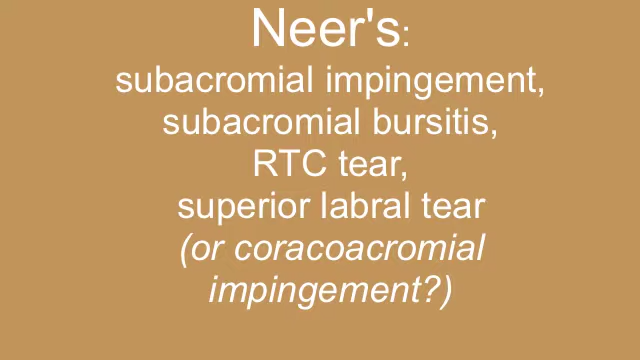 Neer's:
subacromial impingement,
subacromial bursitis,
RTC tear,
superior labral tear
(or coracoacromial
impingement?)